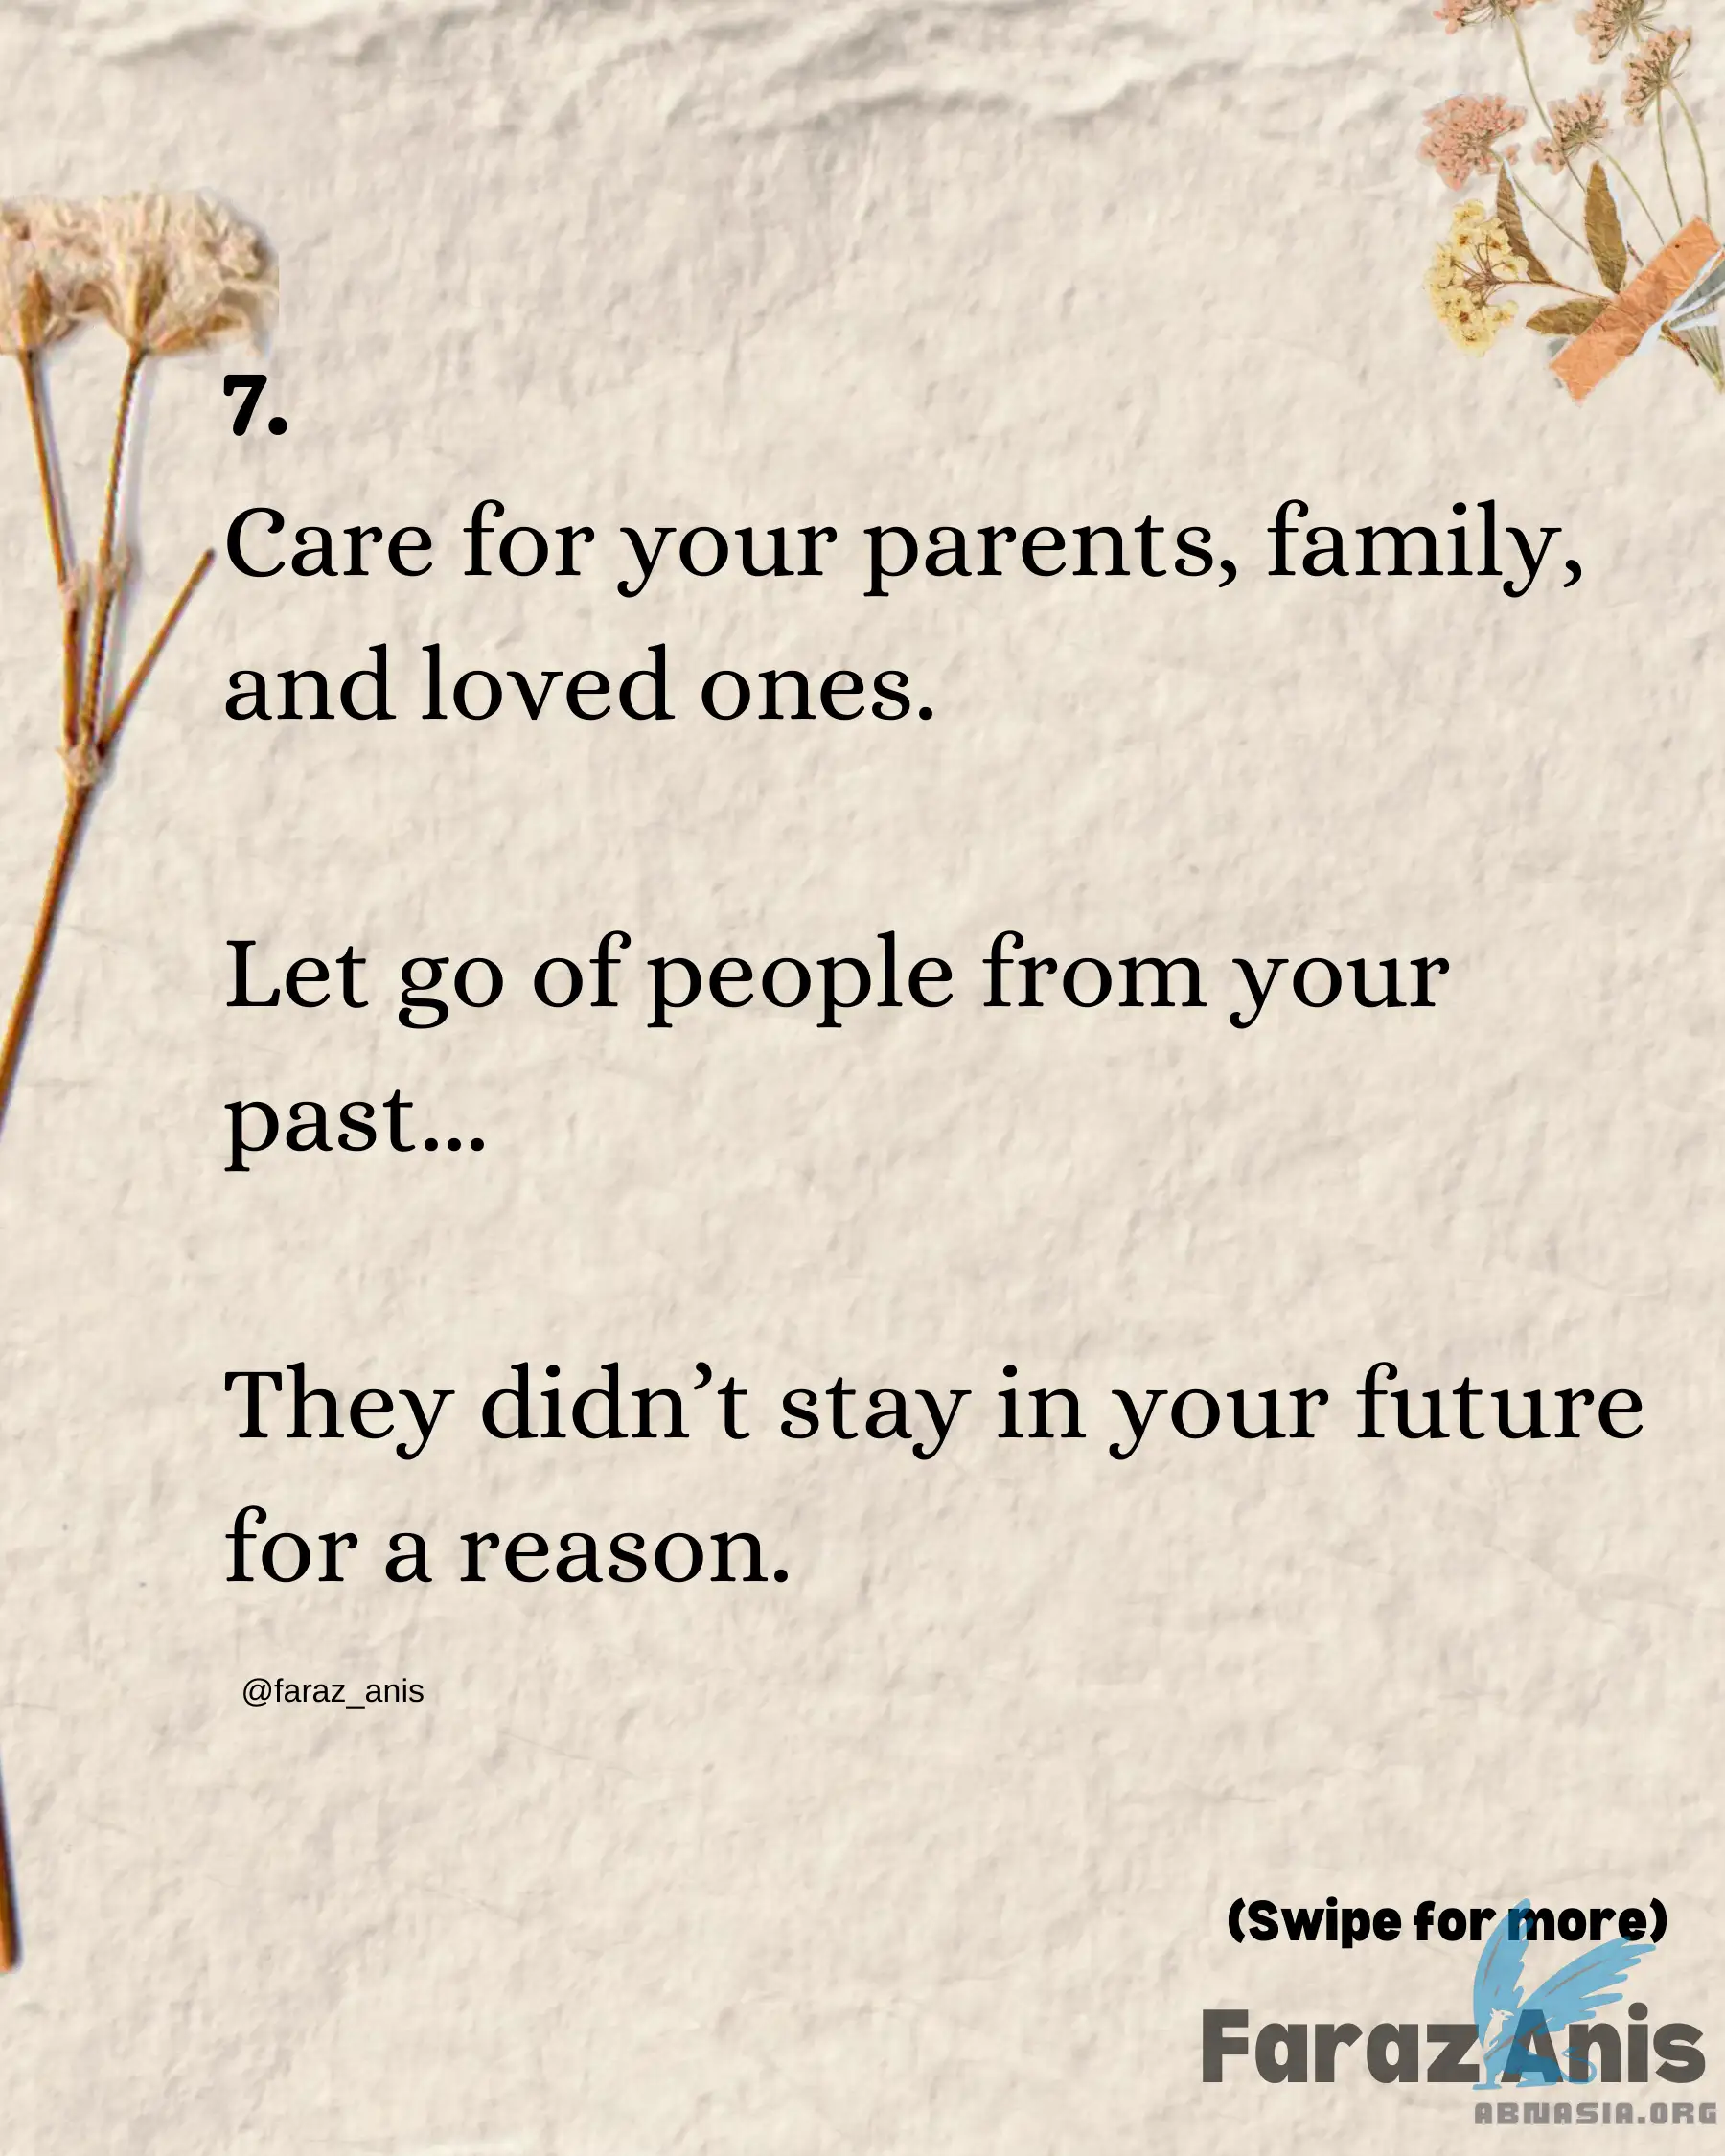 7.
Care for your parents, family,
and loved ones.
Let go of people from your
past...
They didn’t stay in your future
for a reason.
@faraz_anis
(Swipe for more)
Faraz Anis
ABNASIA.ORG